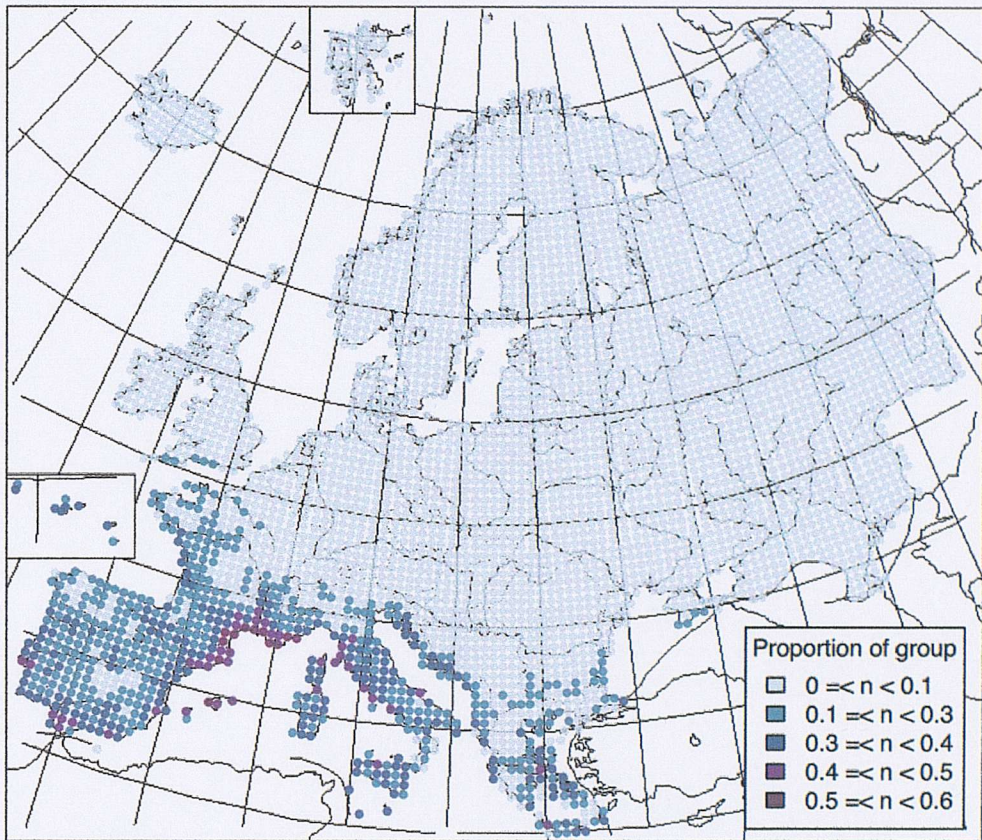 Proportion of group
0 =< n < 0.1
0.1 =< n < 0.3
0.3 =< n < 0.4
0.4 =< n < 0.5
0.5 =< n < 0.6